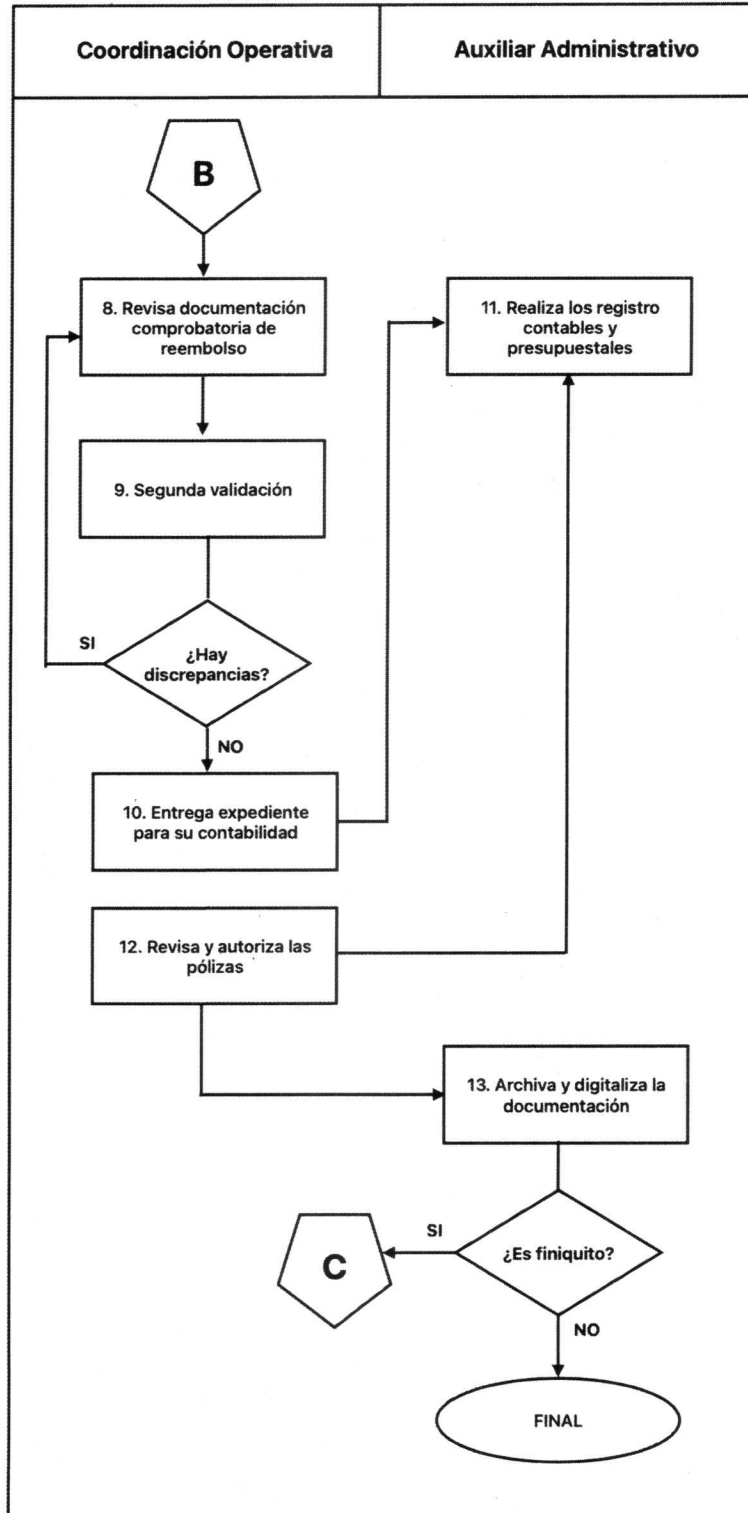 Coordinación Operativa
Auxiliar Administrativo
B
8. Revisa documentación
comprobatoria de
reembolso
11. Realiza los registro
contables y
presupuestales
9. Segunda validación
SI
¿Hay
discrepancias?
NO
10. Entrega expediente
para su contabilidad
12. Revisa y autoriza las
pólizas
13. Archiva y digitaliza la
documentación
C
SI
¿Es finiquito?
NO
FINAL